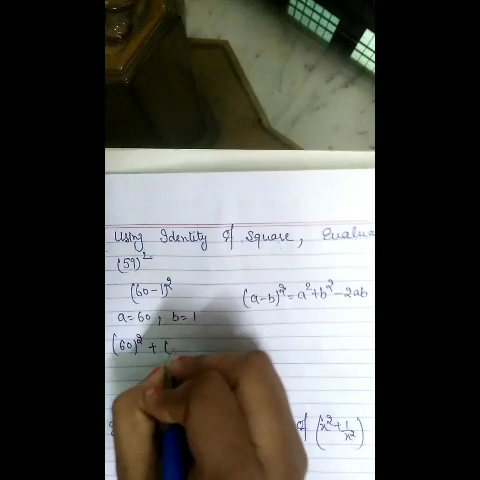 Using Identity of Square, Evalua
(59)²
(60-1)²
(a-b)² = a² + b² - 2ab
a=60, b=1
(60)² + (
of (x² + 1/x²)